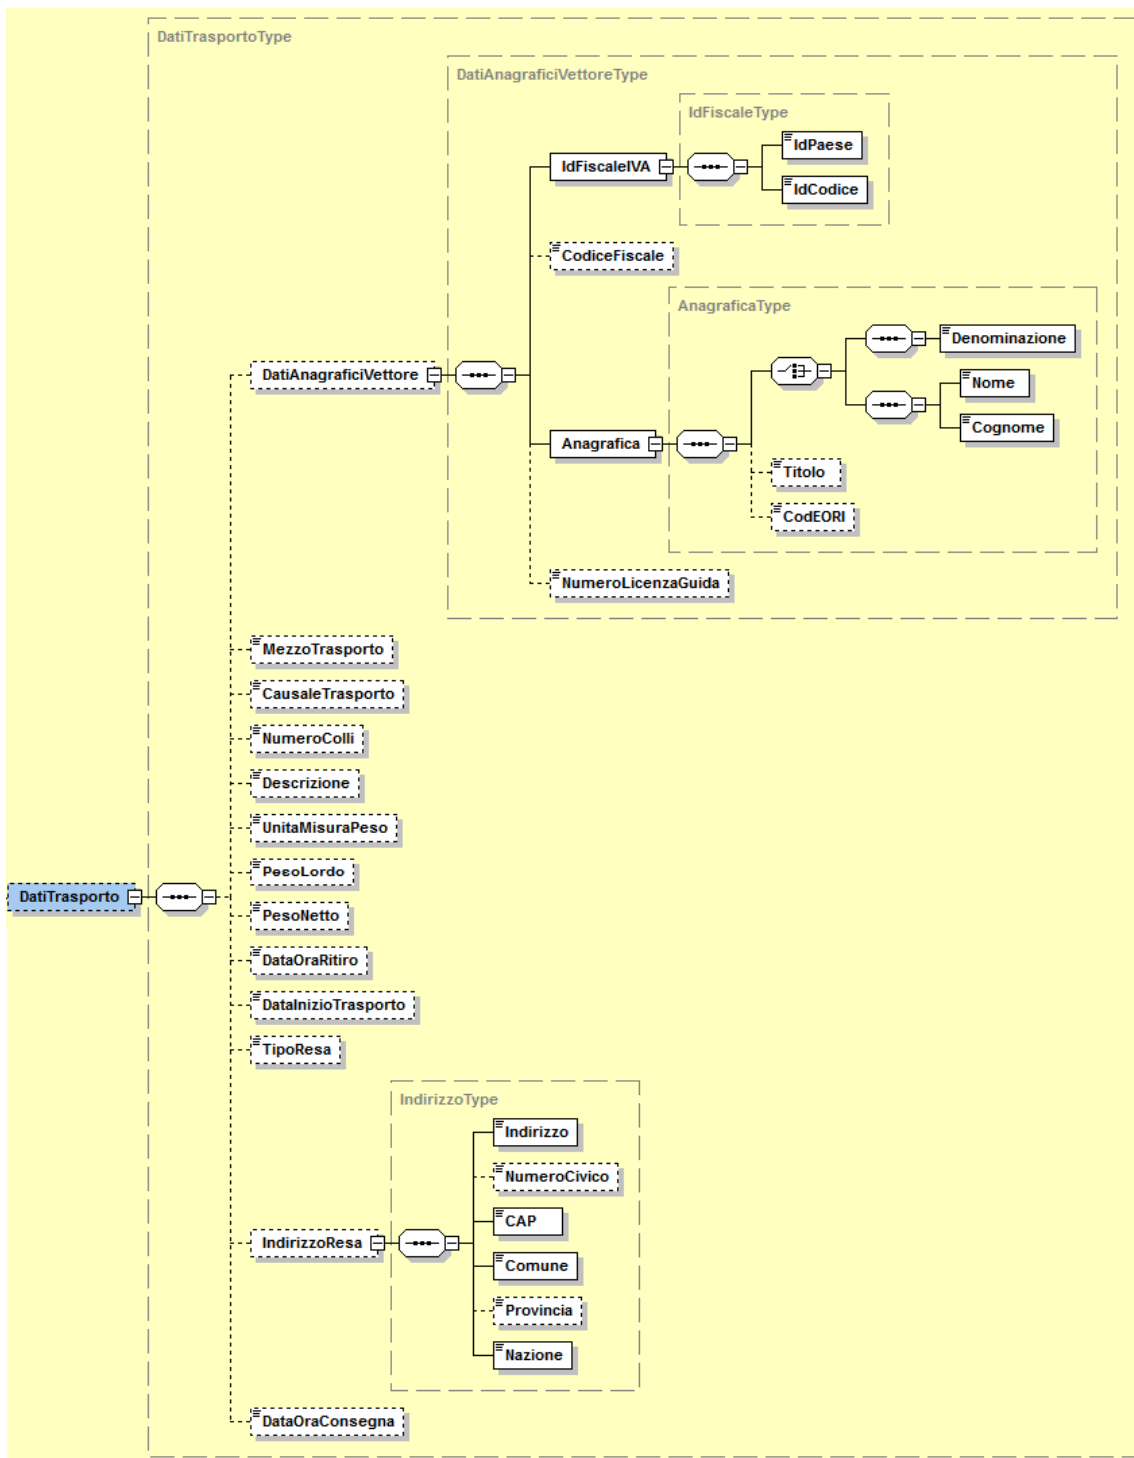 DatiTrasportoType
DatiAnagraficiVettoreType
IdFiscaleType
IdPaese
IdFiscaleIVA
IdCodice
CodiceFiscale
AnagraficaType
Denominazione
DatiAnagraficiVettore
Nome
Cognome
Anagrafica
Titolo
CodEORI
NumeroLicenzaGuida
MezzoTrasporto
CausaleTrasporto
NumeroColli
Descrizione
UnitaMisuraPeso
PesoLordo
DatiTrasporto
PesoNetto
DataOraRitiro
DataInizioTrasporto
TipoResa
IndirizzoType
Indirizzo
NumeroCivico
CAP
IndirizzoResa
Comune
Provincia
Nazione
DataOraConsegna